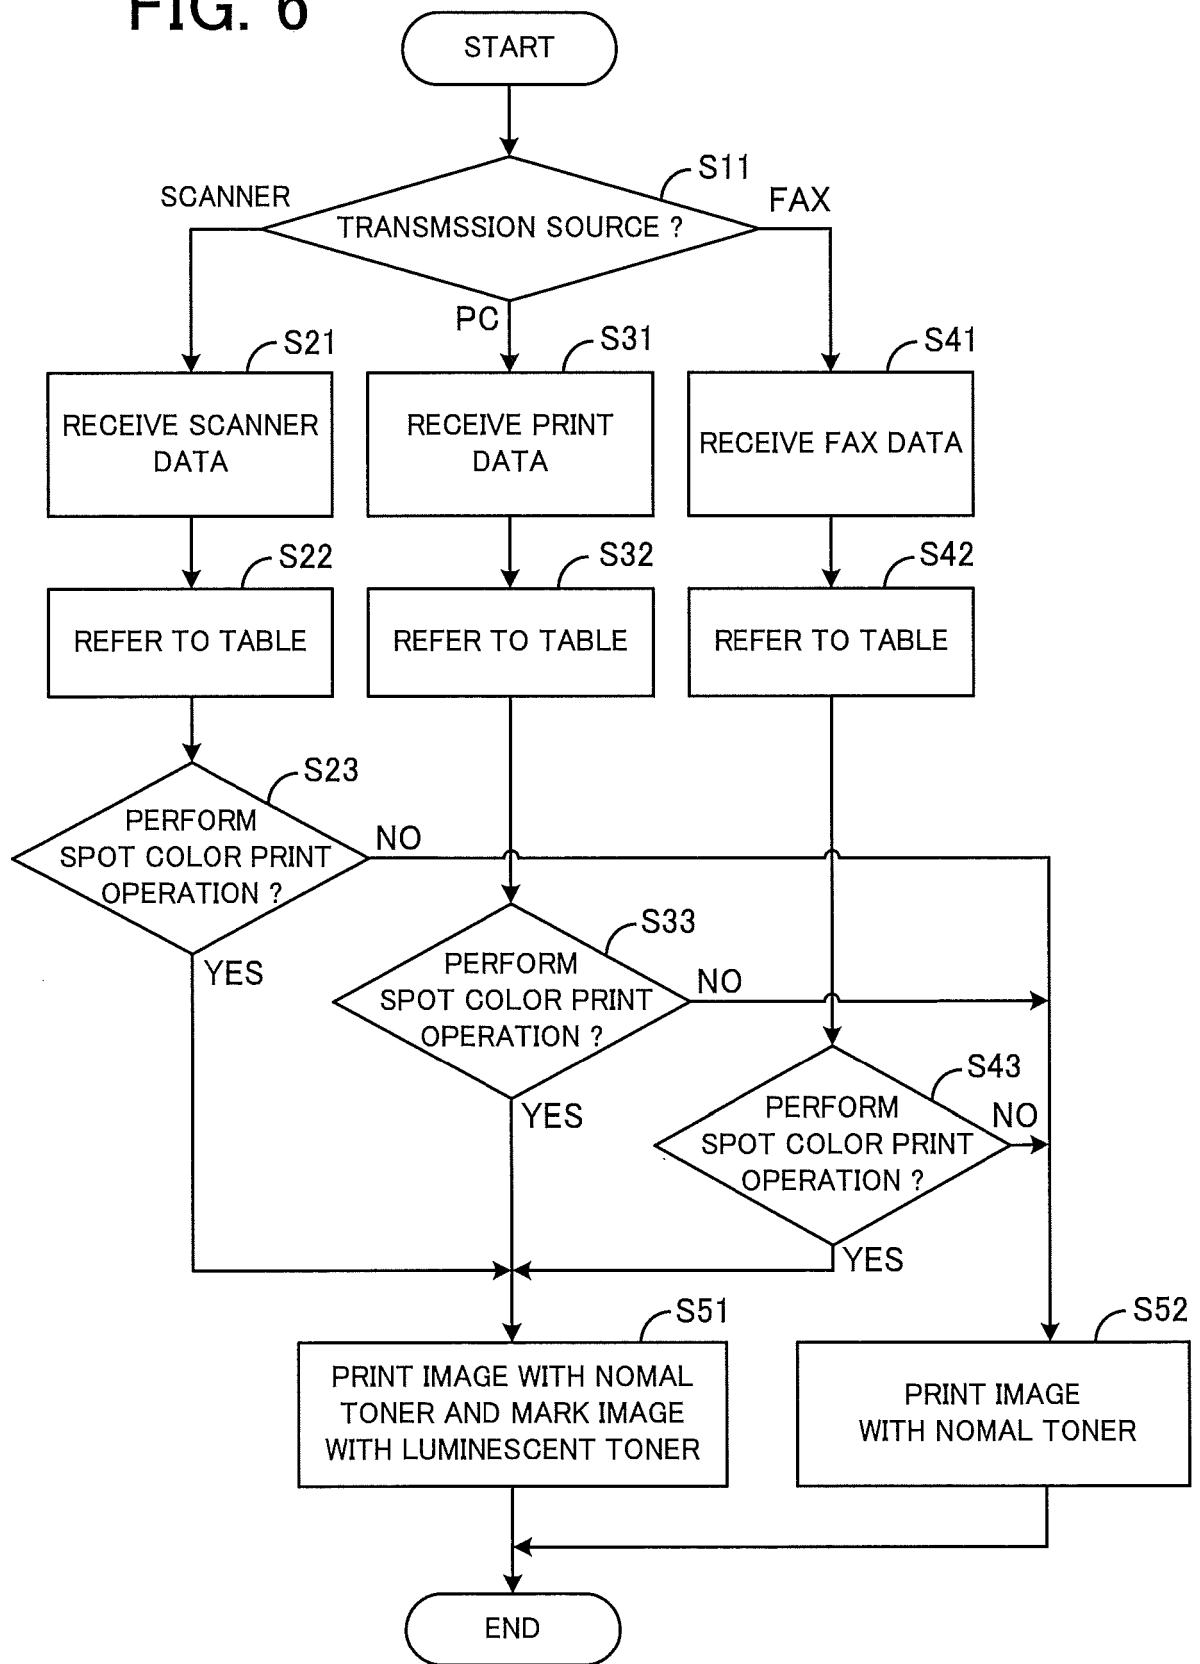 FIG. 6
START
S11
SCANNER
FAX
TRANSMSSION SOURCE ?
PC
S21
S31
S41
RECEIVE SCANNER
DATA
RECEIVE PRINT
DATA
RECEIVE FAX DATA
S22
S32
S42
REFER TO TABLE
REFER TO TABLE
REFER TO TABLE
S23
PERFORM
SPOT COLOR PRINT
OPERATION ?
NO
YES
S33
PERFORM
SPOT COLOR PRINT
OPERATION ?
NO
YES
S43
PERFORM
SPOT COLOR PRINT
OPERATION ?
NO
YES
S51
PRINT IMAGE WITH NOMAL
TONER AND MARK IMAGE
WITH LUMINESCENT TONER
S52
PRINT IMAGE
WITH NOMAL TONER
END